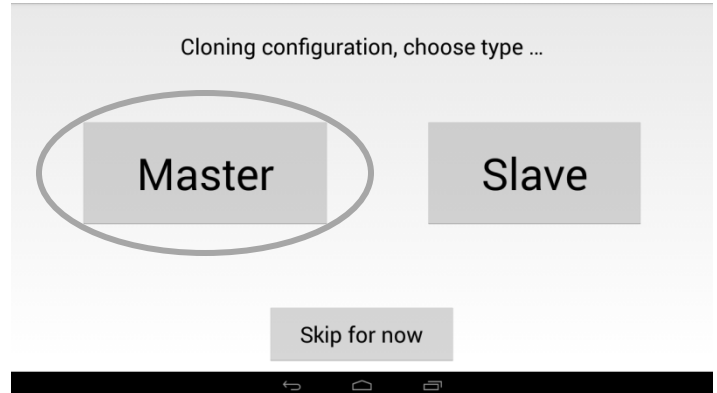 Cloning configuration, choose type ...
Master
Slave
Skip for now